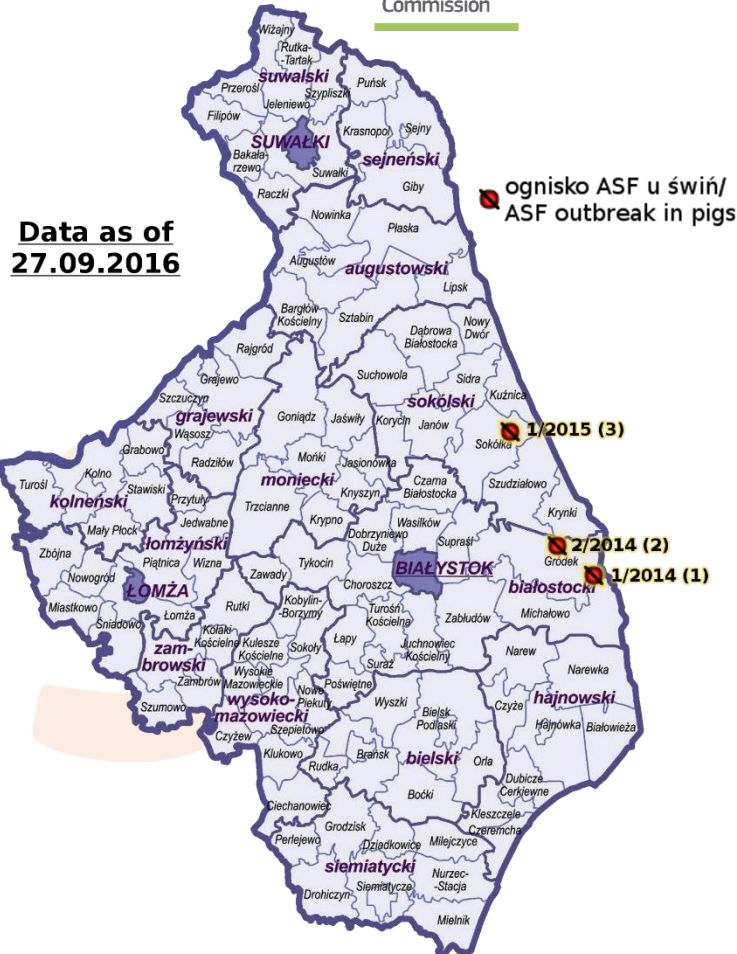 Commission
Wiżajny
Rutka-
-Tartak
suwalski
Przerośl
Szypliszki
Puńsk
Jeleniewo
Filipów
Krasnopol
Sejny
SUWAŁKI
Bakała-
rzewo
sejneński
Suwałki
Raczki
Giby
ognisko ASF u świń/
ASF outbreak in pigs
Data as of
27.09.2016
Nowinka
Płaska
Augustów
augustowski
Lipsk
Bargłów
Kościelny
Sztabin
Nowy
Dwór
Dąbrowa
Białostocka
Rajgród
Grajewo
Suchowola
Sidra
Szczuczyn
Kuźnica
sokólski
grajewski
Goniądz
Jaświły
Korycin
Janów
1/2015 (3)
Sokółka
Wąsosz
Grabowo
Radziłów
Mońki
Jasionówka
Kolno
Turośl
Stawiski
kolneński
Przytuły
moniecki
Knyszyn
Czarna
Białostocka
Szudziałowo
Trzcianne
Krynki
Mały Płock
Jedwabne
Krypno
Wasilków
łomżyński
Dobrzyniewo
Duże
Supraśl
2/2014 (2)
Zbójna
Piątnica
Wizna
Tykocin
Gródek
Nowogród
Zawady
BIAŁYSTOK
1/2014 (1)
Choroszcz
białostocki
ŁOMŻA
Miastkowo
Śniadowo
Łomża
Rutki
Kobylin-
-Borzymy
Turośń
Kościelna
Zabłudów
Michałowo
Kołaki
Kościelne
Kulesze
Kościelne
Sokoły
Łapy
Juchnowiec
Kościelny
Narew
zam-
browski
Suraż
Narewka
Zambrów
Wysokie
Mazowieckie
Nowe
Piekuty
Poświętne
Szumowo
wysoko-
mazowiecki
Wyszki
Czyże
hajnowski
Bielsk
Podlaski
Hajnówka
Białowieża
Czyżew
Szepietowo
Klukowo
Rudka
Brańsk
bielski
Orla
Dubicze
Cerkiewne
Boćki
Ciechanowiec
Kleszczele
Czeremcha
Grodzisk
Perlejewo
Dziadkowice
Milejczyce
siemiatycki
Nurzec-
-Stacja
Siemiatycze
Drohiczyn
Mielnik